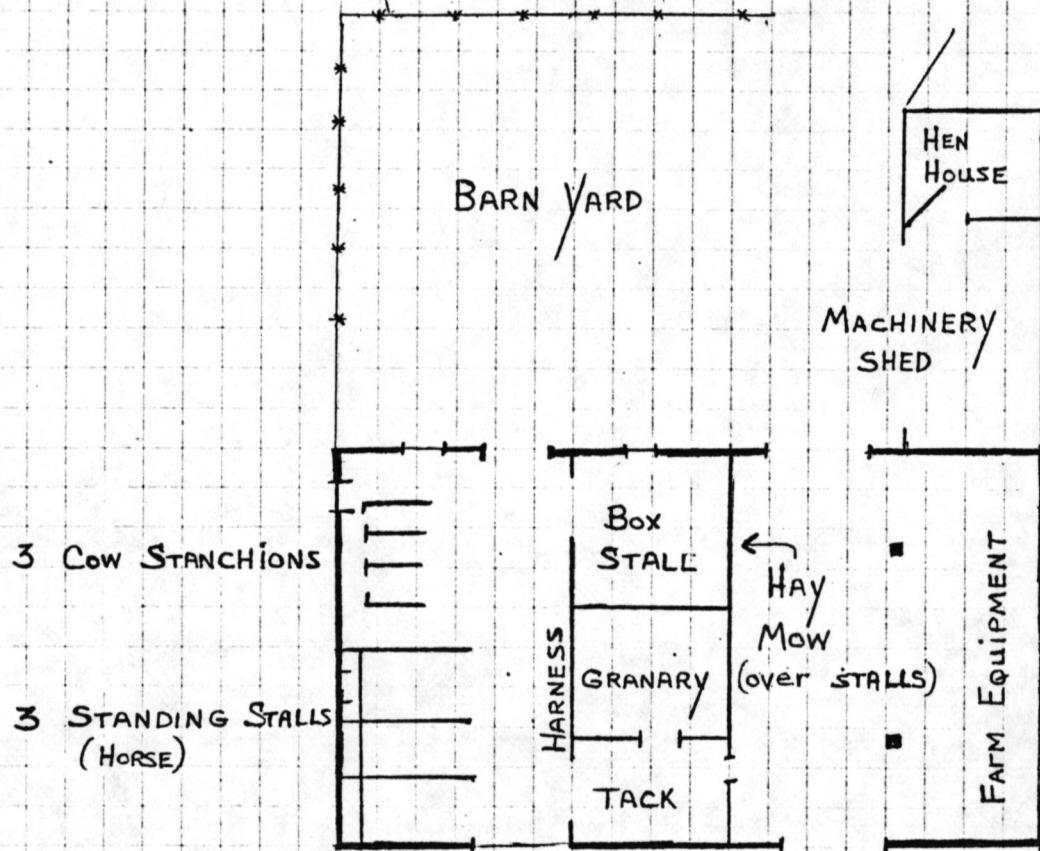 HEN
HOUSE
BARN YARD
MACHINERY
SHED
3 COW STANCHIONS
BOX
STALL
HAY
MOW
(OVER STALLS)
FARM EQUIPMENT
HARNESS
GRANARY
3 STANDING STALLS
(HORSE)
TACK